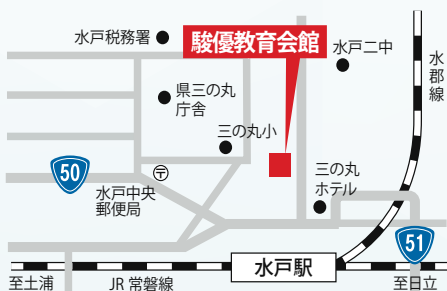 水戸税務署
駿優教育会館
水戸二中
水郡線
県三の丸
庁舎
三の丸小
50
〒
水戸中央
郵便局
三の丸
ホテル
51
水戸駅
至土浦
JR 常磐線
至日立